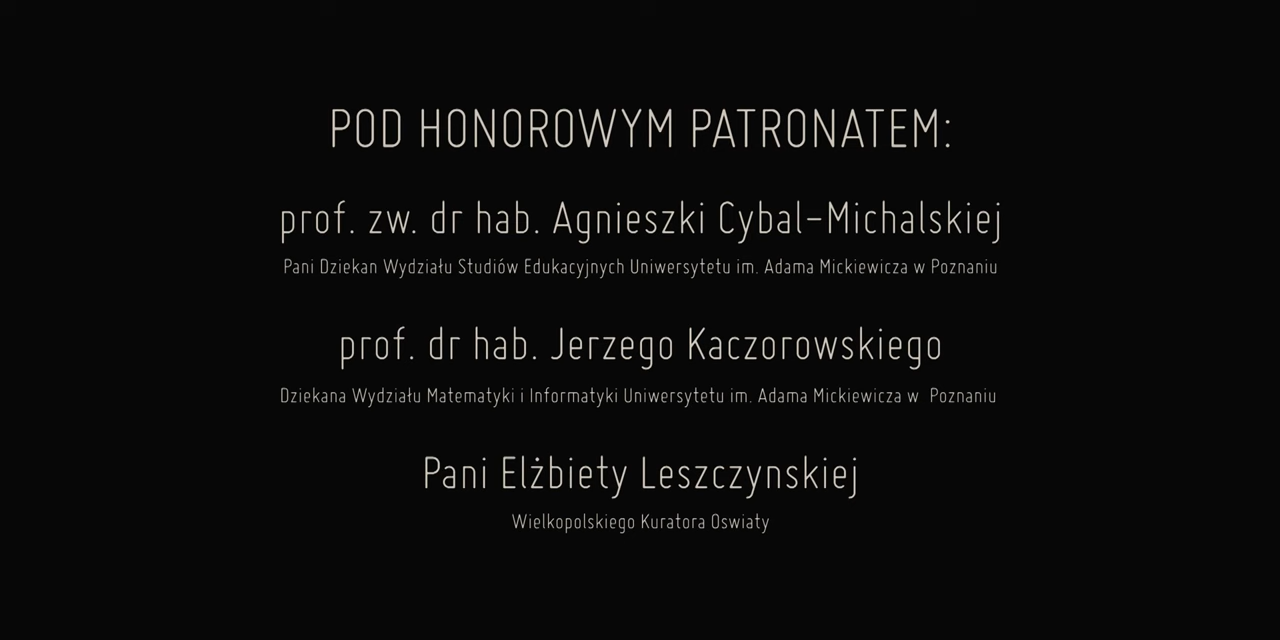 POD HONOROWYM PATRONATEM:
prof. zw. dr hab. Agnieszki Cybal-Michalskiej
Pani Dziekan Wydziału Studiów Edukacyjnych Uniwersytetu im. Adama Mickiewicza w Poznaniu
prof. dr hab. Jerzego Kaczorowskiego
Dziekana Wydziału Matematyki i Informatyki Uniwersytetu im. Adama Mickiewicza w Poznaniu
Pani Elżbiety Leszczynskiej
Wielkopolskiego Kuratora Oswiaty